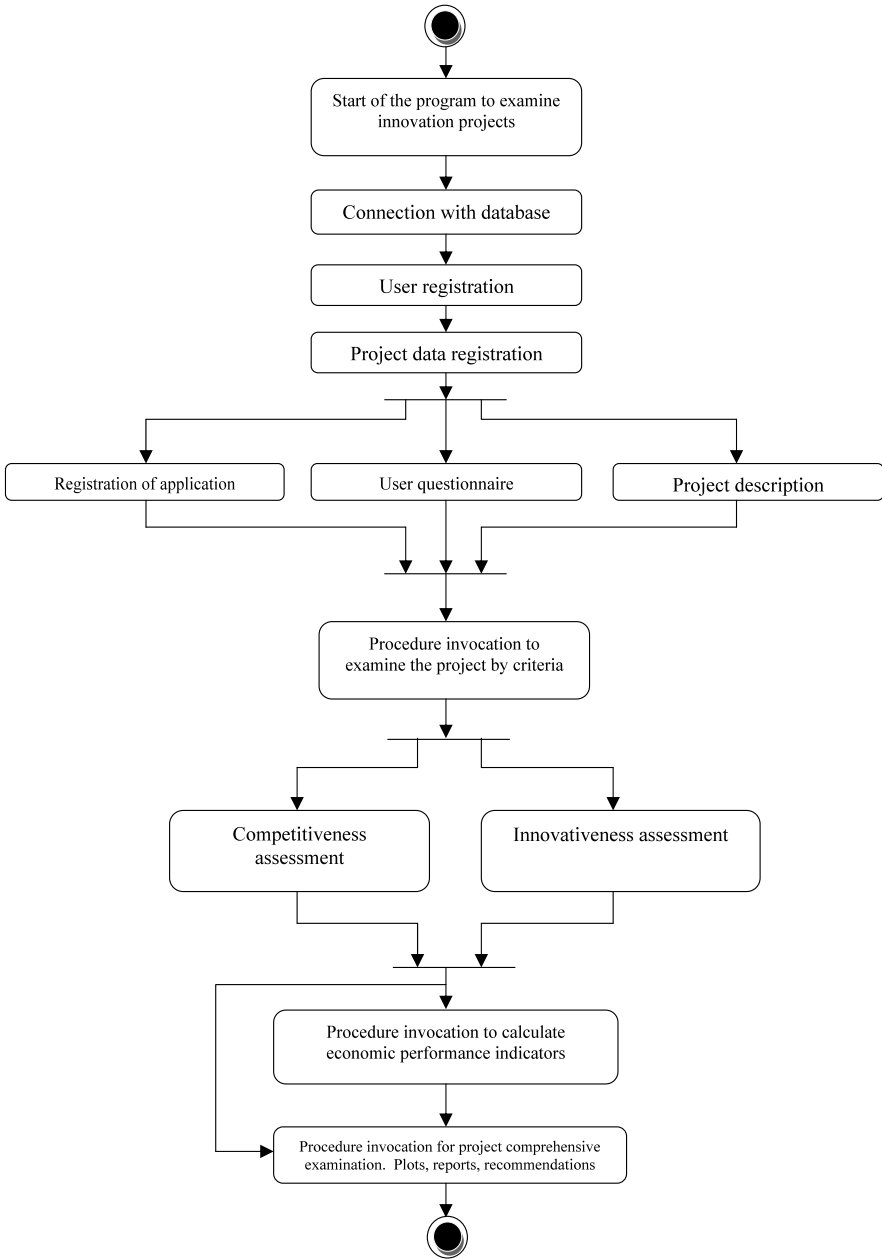 Start of the program to examine
innovation projects
Connection with database
User registration
Project data registration
Registration of application
User questionnaire
Project description
Procedure invocation to
examine the project by criteria
Competitiveness
assessment
Innovativeness assessment
Procedure invocation to calculate
economic performance indicators
Procedure invocation for project comprehensive
examination. Plots, reports, recommendations